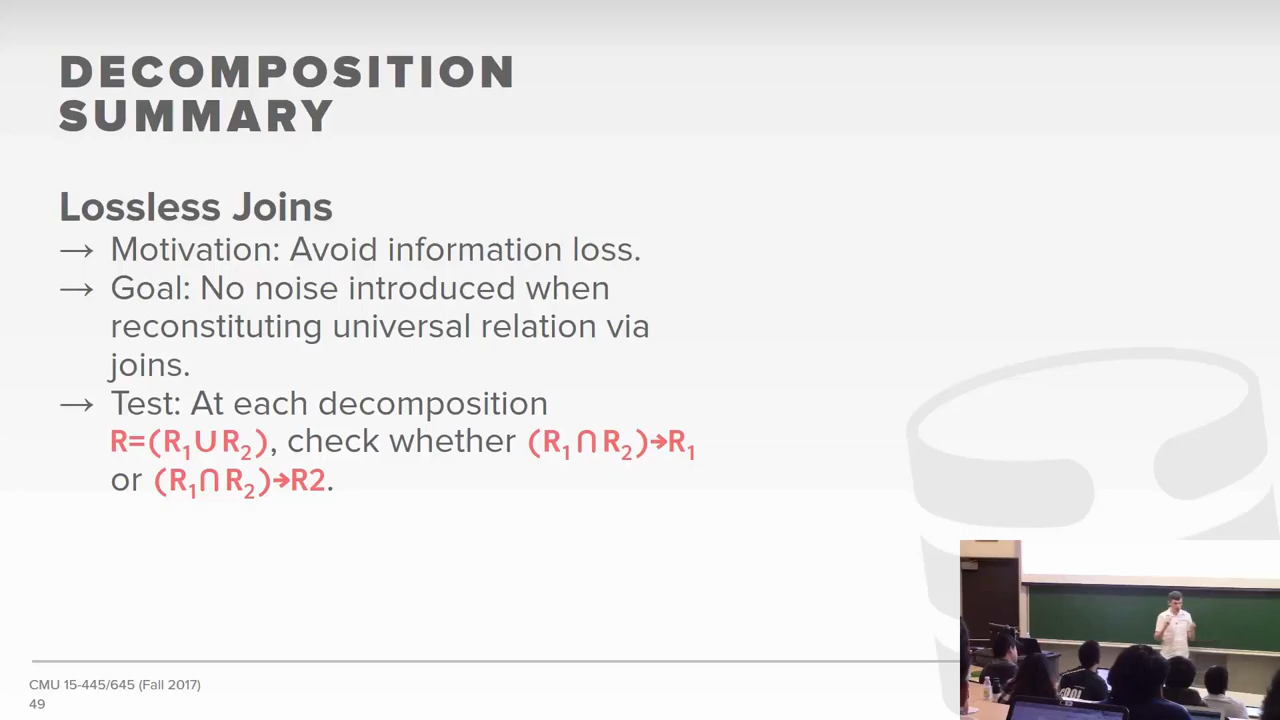 DECOMPOSITION
SUMMARY
Lossless Joins
→ Motivation: Avoid information loss.
→ Goal: No noise introduced when
reconstituting universal relation via
joins.
→ Test: At each decomposition
R=(R₁∪R₂), check whether (R₁∩R₂)→R₁
or (R₁∩R₂)→R2.
CMU 15-445/645 (Fall 2017)
49